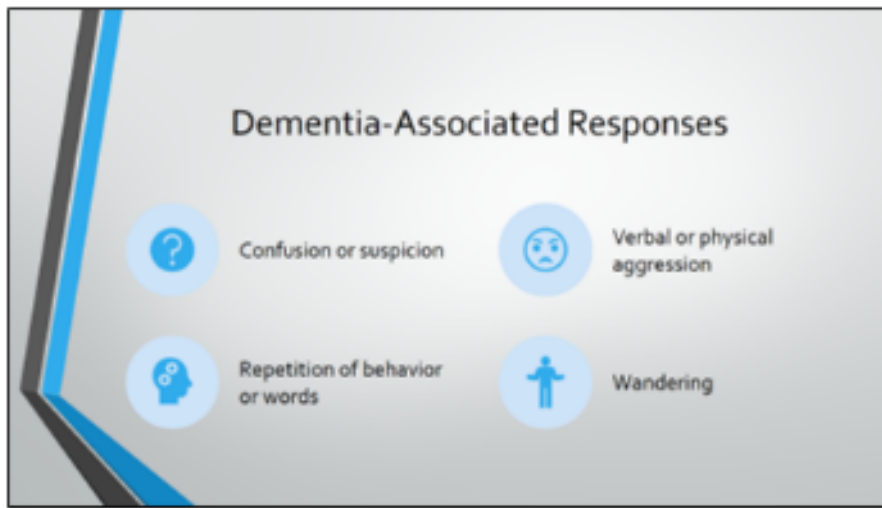 Dementia-Associated Responses
Confusion or suspicion
Verbal or physical
aggression
Repetition of behavior
or words
Wandering